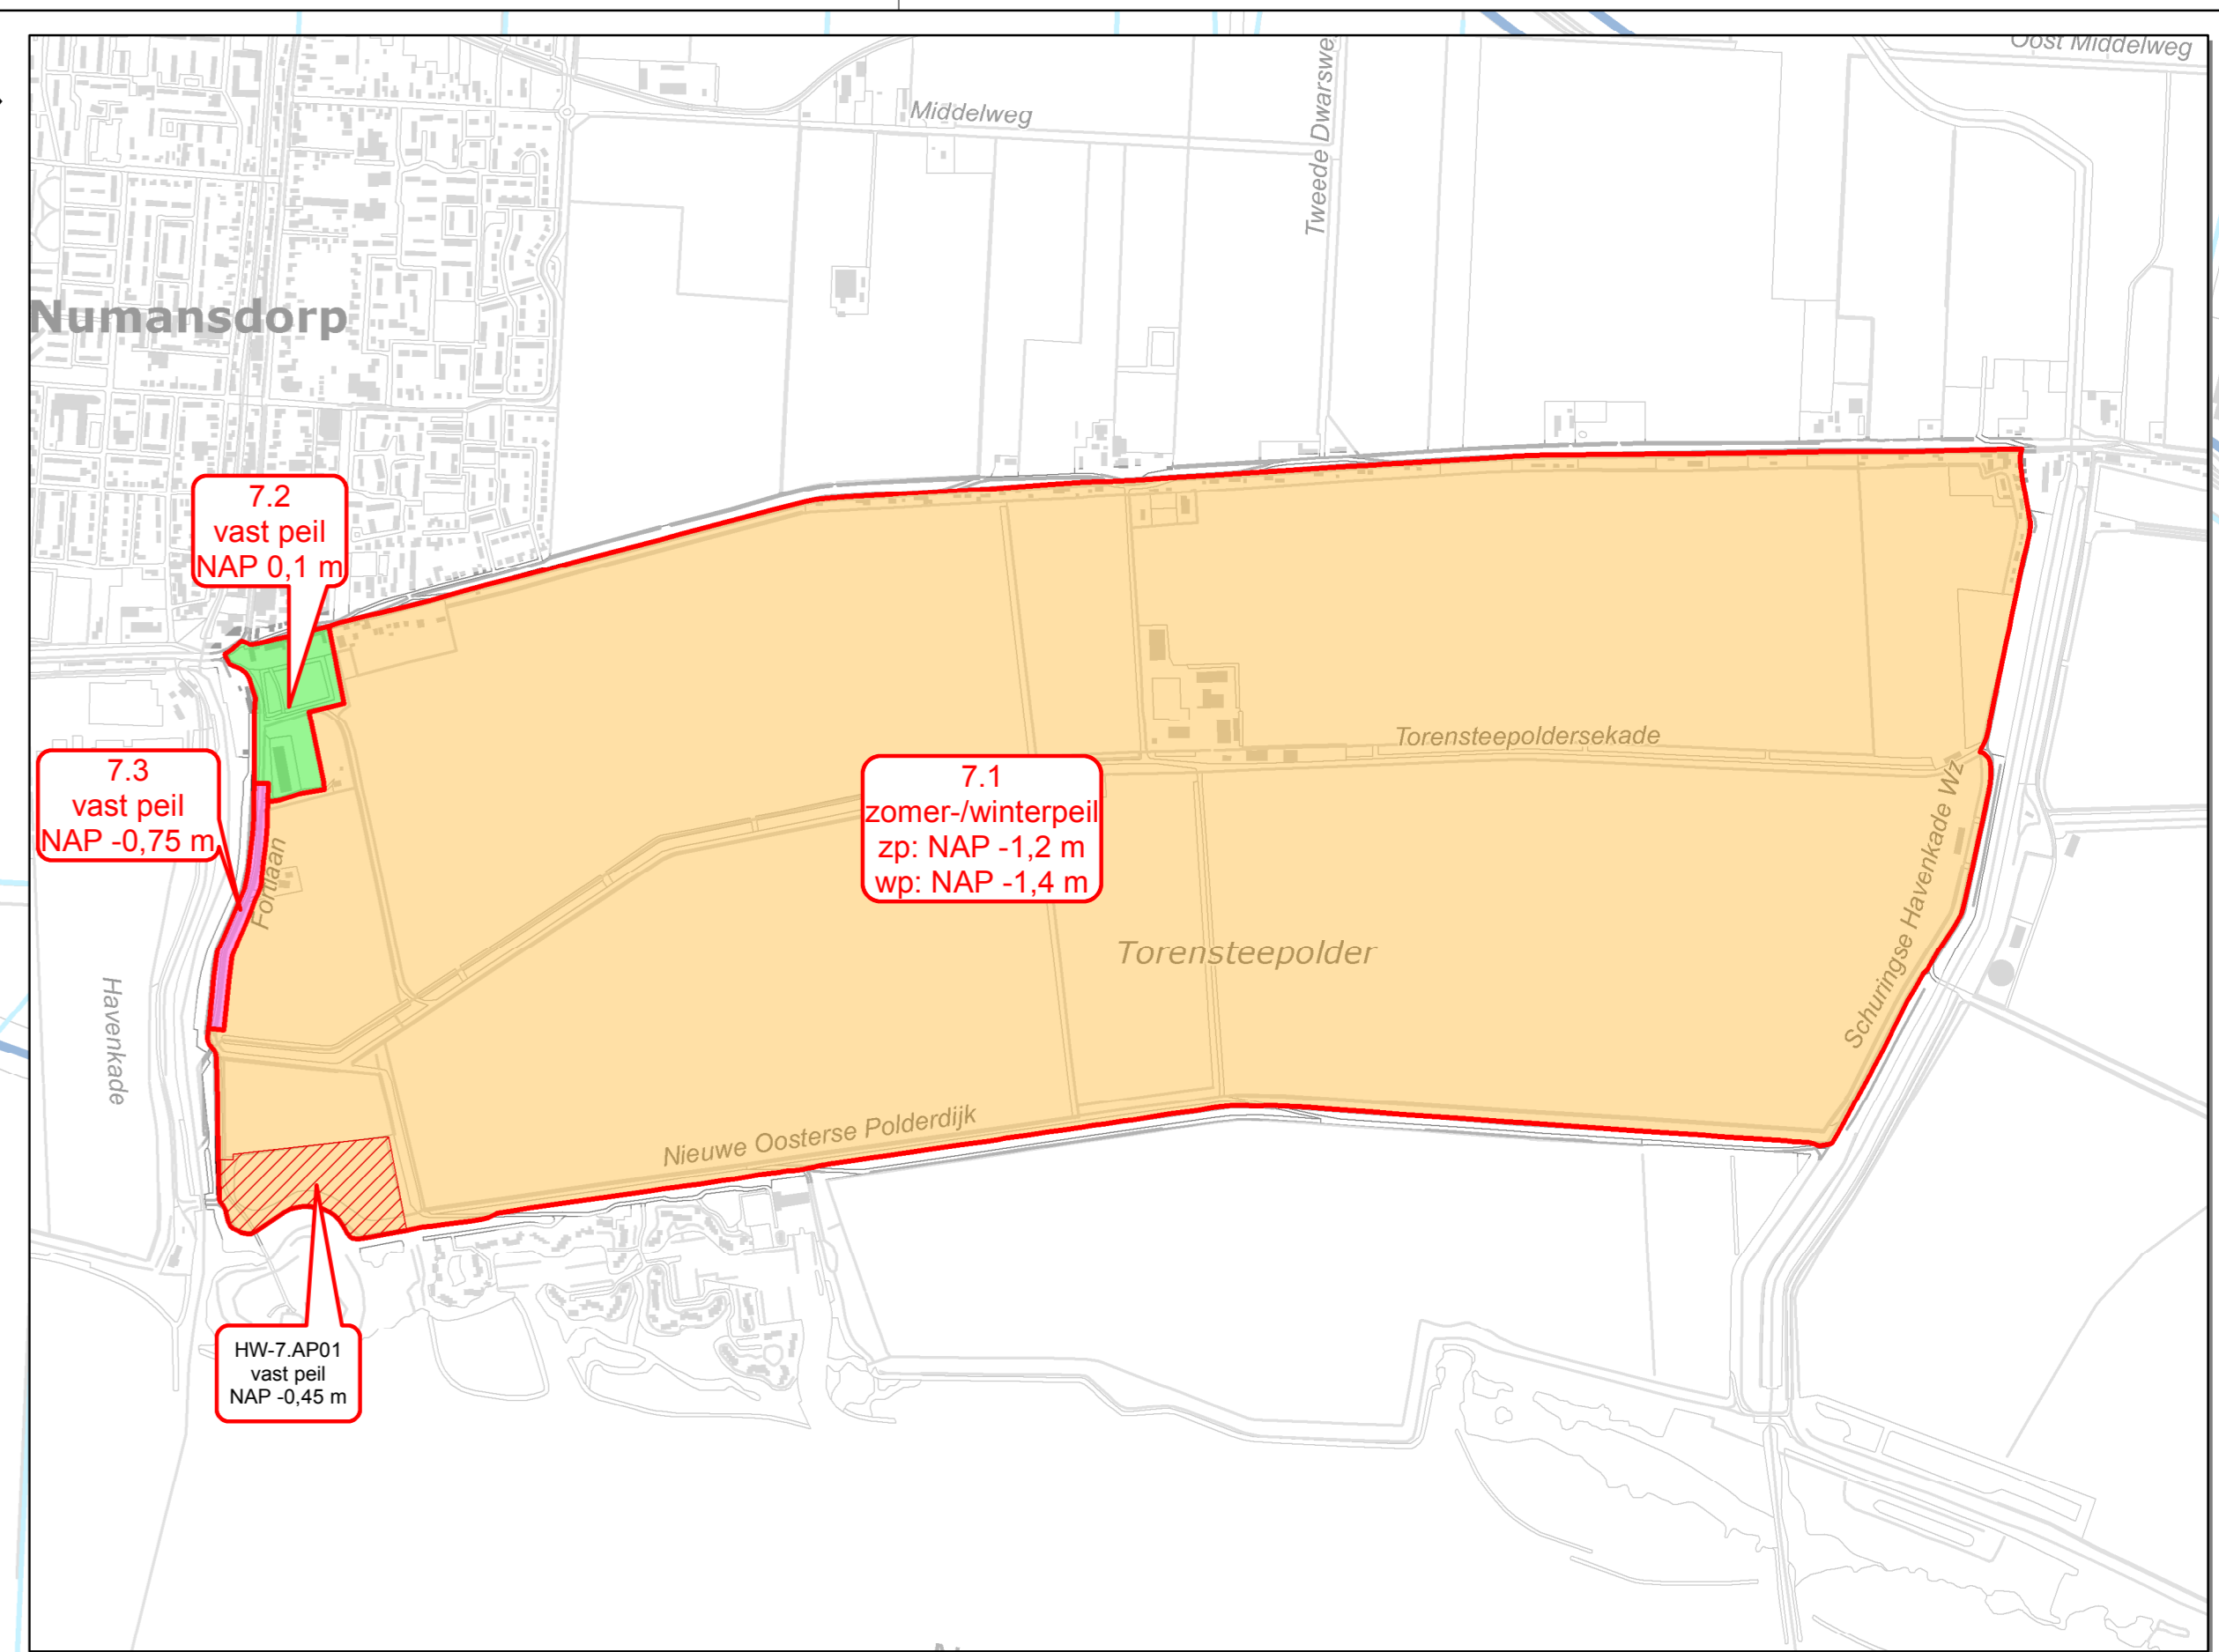 Oost Middelweg
Middelweg
Tweede Dwarswe
Numansdorp
7.2
vast peil
NAP 0,1 m
7.3
vast peil
NAP -0,75 m
7.1
zomer-/winterpeil
zp: NAP -1,2 m
wp: NAP -1,4 m
Torensteepoldersekade
Fortlaan
Torensteepolder
Schuringse Havenkade Wz
Havenkade
Nieuwe Oosterse Polderdijk
HW-7.AP01
vast peil
NAP -0,45 m